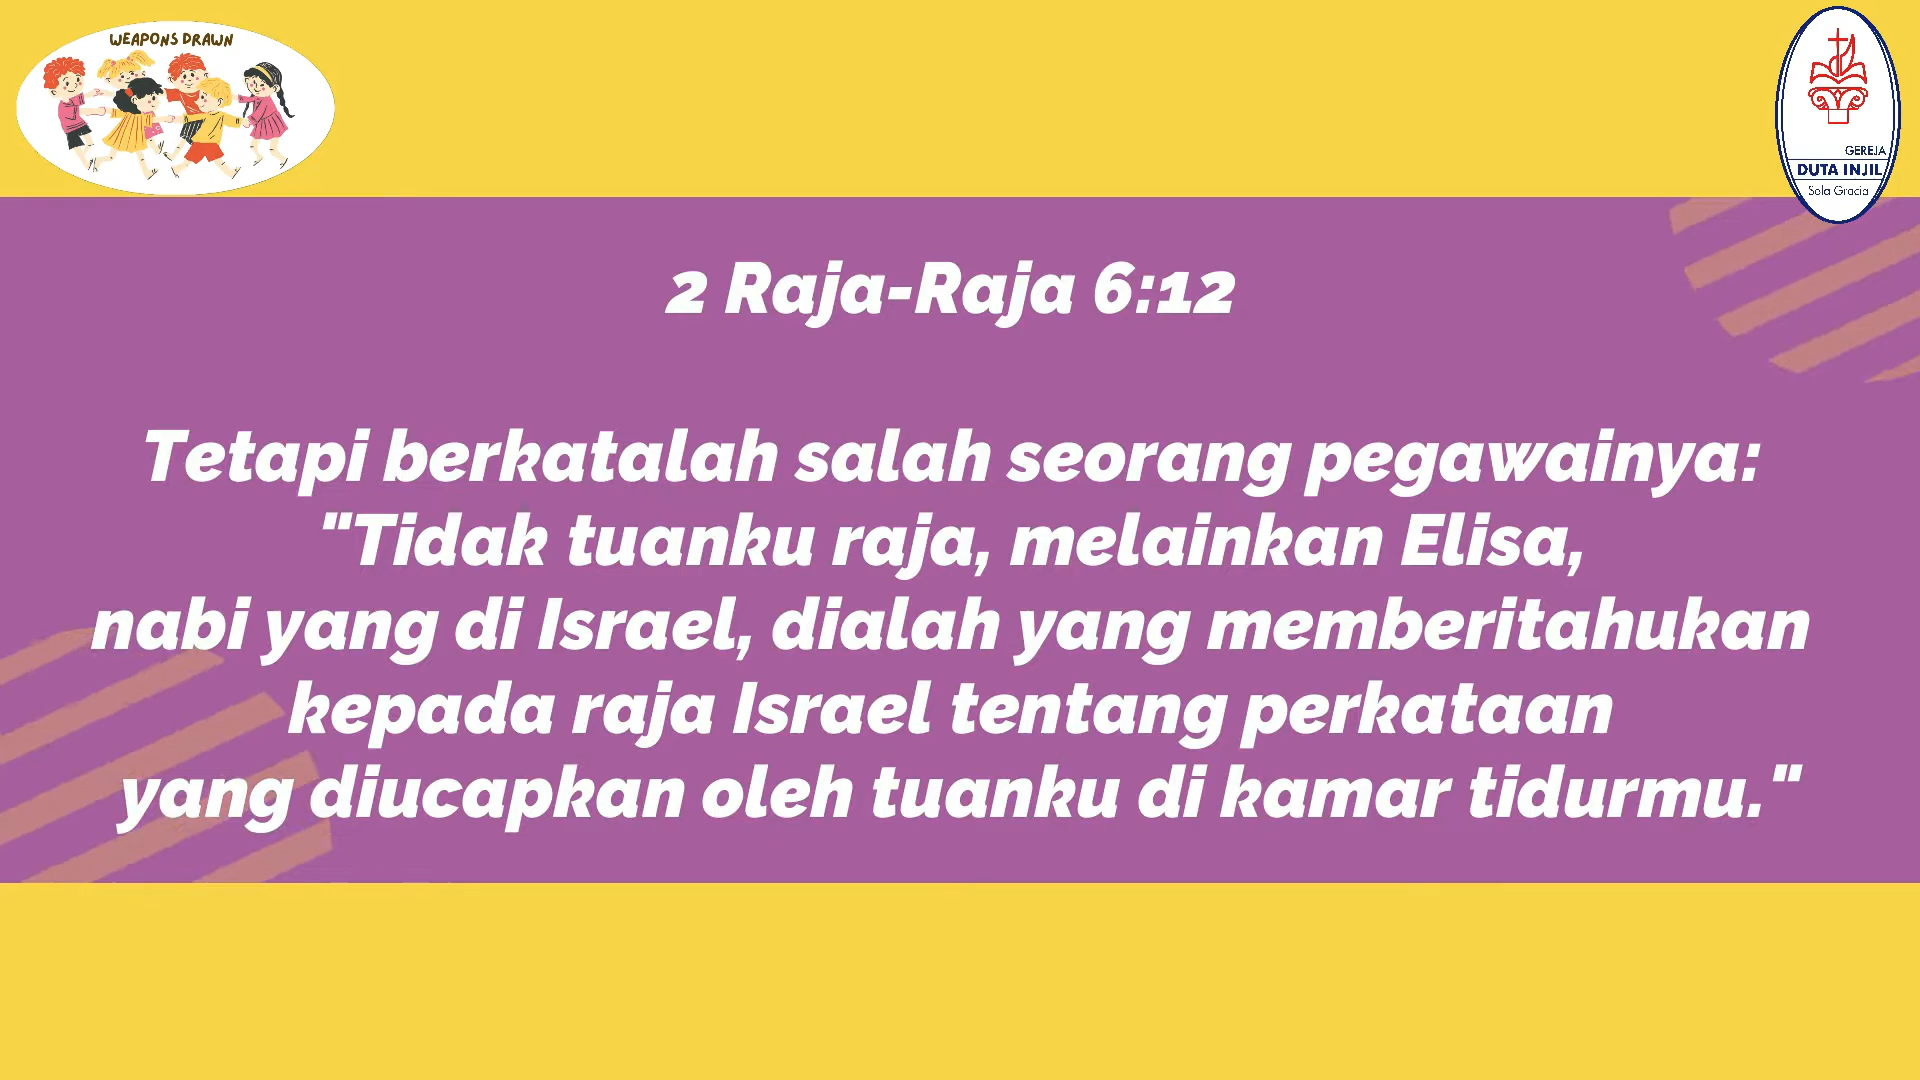 WEAPONS DRAWN
GEREJA
DUTA INJIL
Sola Gracia
2 Raja-Raja 6:12
Tetapi berkatalah salah seorang pegawainya:
"Tidak tuanku raja, melainkan Elisa,
nabi yang di Israel, dialah yang memberitahukan
kepada raja Israel tentang perkataan
yang diucapkan oleh tuanku di kamar tidurmu."